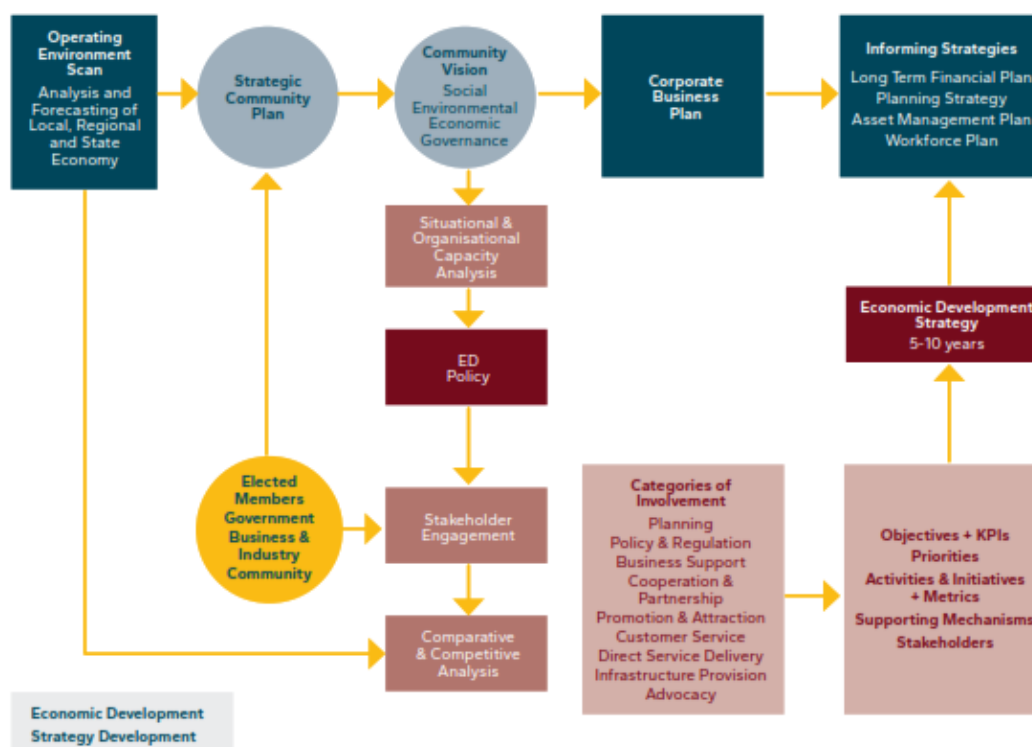 Operating
Environment
Scan
Analysis and
Forecasting of
Local, Regional
and State
Economy
Strategic
Community
Plan
Community
Vision
Social
Environmental
Economic
Governance
Corporate
Business
Plan
Informing Strategies
Long Term Financial Plan
Planning Strategy
Asset Management Plan
Workforce Plan
Situational &
Organisational
Capacity
Analysis
Economic Development
Strategy
5-10 years
ED
Policy
Elected
Members
Government
Business &
Industry
Community
Stakeholder
Engagement
Categories of
Involvement
Planning
Policy & Regulation
Business Support
Cooperation &
Partnership
Promotion & Attraction
Customer Service
Direct Service Delivery
Infrastructure Provision
Advocacy
Objectives + KPIs
Priorities
Activities & Initiatives
+ Metrics
Supporting Mechanisms
Stakeholders
Comparative
& Competitive
Analysis
Economic Development
Strategy Development